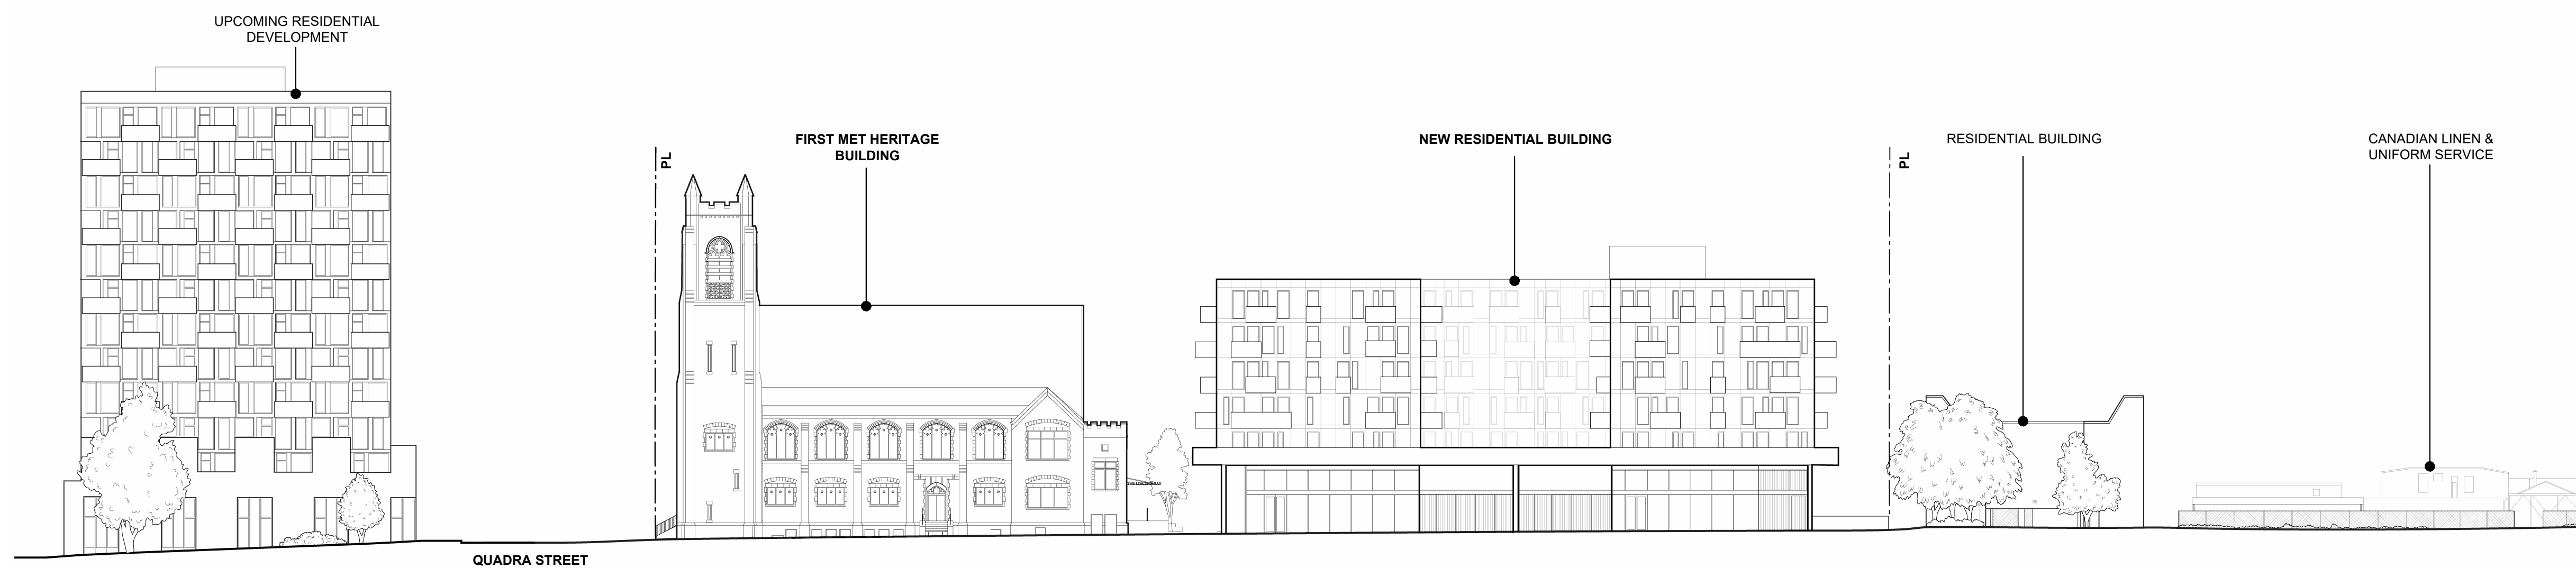 UPCOMING RESIDENTIAL
DEVELOPMENT
FIRST MET HERITAGE
BUILDING
NEW RESIDENTIAL BUILDING
RESIDENTIAL BUILDING
CANADIAN LINEN &
UNIFORM SERVICE
PL
PL
QUADRA STREET